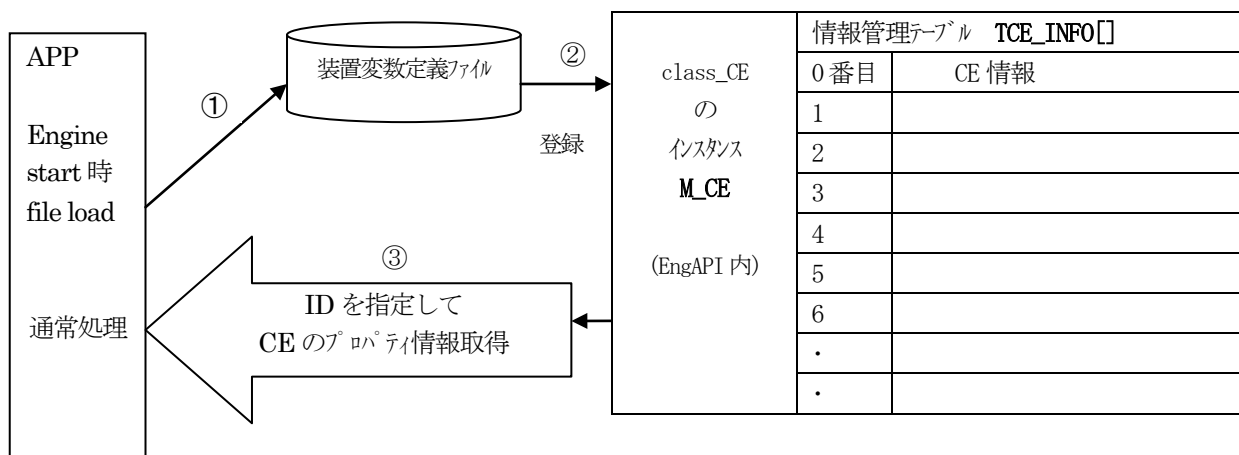 APP
Engine
start 時
file load
通常処理
①
装置変数定義ﾌｧｲﾙ
②
登録
③
ID を指定して
CE のﾌﾟﾛﾊﾟﾃｨ情報取得
class_CE
の
ｲﾝｽﾀﾝｽ
M_CE
(EngAPI 内)
情報管理ﾃｰﾌﾞﾙ TCE_INFO[]
0番目 CE 情報
1
2
3
4
5
6
・
・